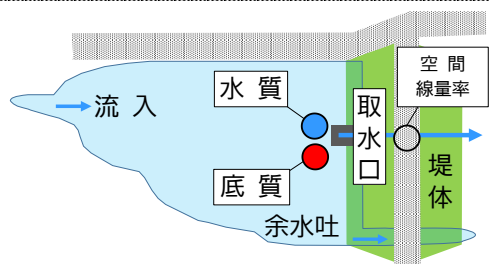 空 間
線量率
水 質
取水口
流 入
底 質
堤体
余水吐